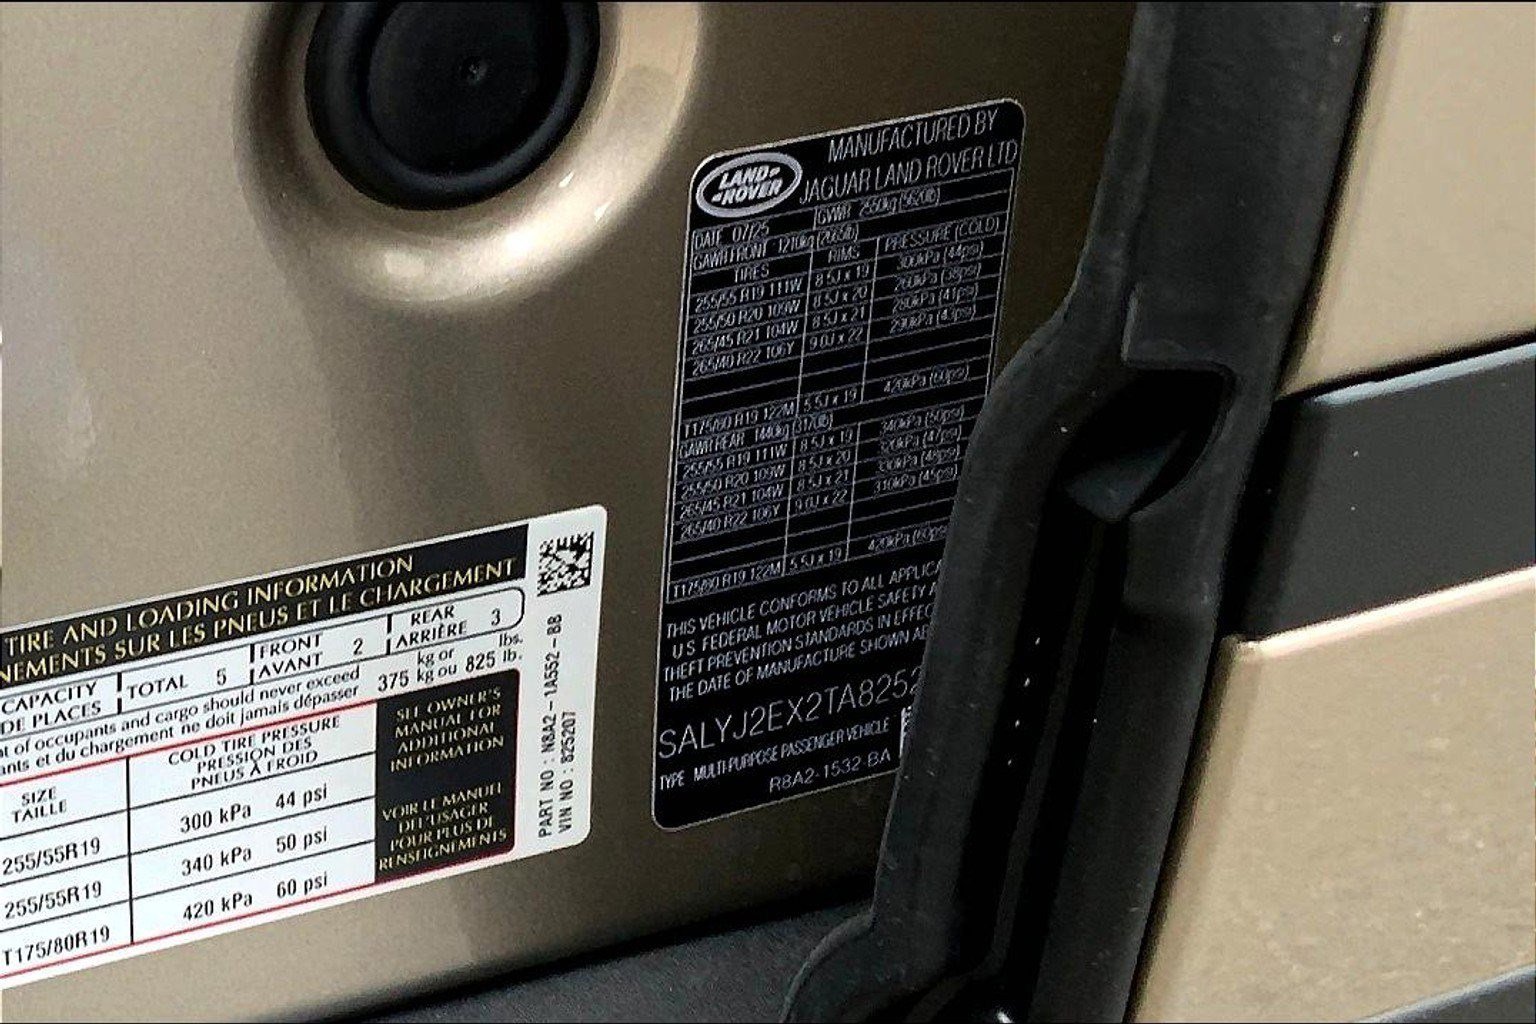 LAND ROVER
MANUFACTURED BY
JAGUAR LAND ROVER LTD
DATE 07/25 GVWR 2550kg (5620lb)
GAWR FRONT 1210kg (2665lb)
TIRES RIMS PRESSURE (COLD)
255/55 R19 111W 8.5J x 19 300kPa (44psi)
255/50 R20 109W 8.5J x 20 260kPa (38psi)
265/45 R21 104W 8.5J x 21 280kPa (41psi)
265/40 R22 106Y 9.0J x 22 290kPa (43psi)
T175/80 R19 122M 5.5J x 19 420kPa (60psi)
GAWR REAR 1440kg (3170lb)
255/55 R19 111W 8.5J x 19 340kPa (50psi)
255/50 R20 109W 8.5J x 20 320kPa (47psi)
265/45 R21 104W 8.5J x 21 330kPa (48psi)
265/40 R22 106Y 9.0J x 22 310kPa (45psi)
T175/80 R19 122M 5.5J x 19 420kPa (60psi
THIS VEHICLE CONFORMS TO ALL APPLICA
U S FEDERAL MOTOR VEHICLE SAFETY A
THEFT PREVENTION STANDARDS IN EFFEC
THE DATE OF MANUFACTURE SHOWN AB
SALYJ2EX2TA8252
TYPE MULTI-PURPOSE PASSENGER VEHICLE
R8A2-1532 BA
TIRE AND LOADING INFORMATION
NEMENTS SUR LES PNEUS ET LE CHARGEMENT
CAPACITY TOTAL 5 FRONT 2 REAR 3
DE PLACES AVANT ARRIÈRE
t of occupants and cargo should never exceed 375 kg or 825 lbs.
ants et du chargement ne doit jamais dépasser kg ou lb.
SIZE COLD TIRE PRESSURE
TAILLE PRESSION DES
PNEUS À FROID
255/55R19 300 kPa 44 psi
255/55R19 340 kPa 50 psi
T175/80R19 420 kPa 60 psi
SEE OWNER'S
MANUAL FOR
ADDITIONAL
INFORMATION
VOIR LE MANUEL
DE L'USAGER
POUR PLUS DE
RENSEIGNEMENTS
PART NO : N8A2 - 1A552 - BB
VIN NO : 825207